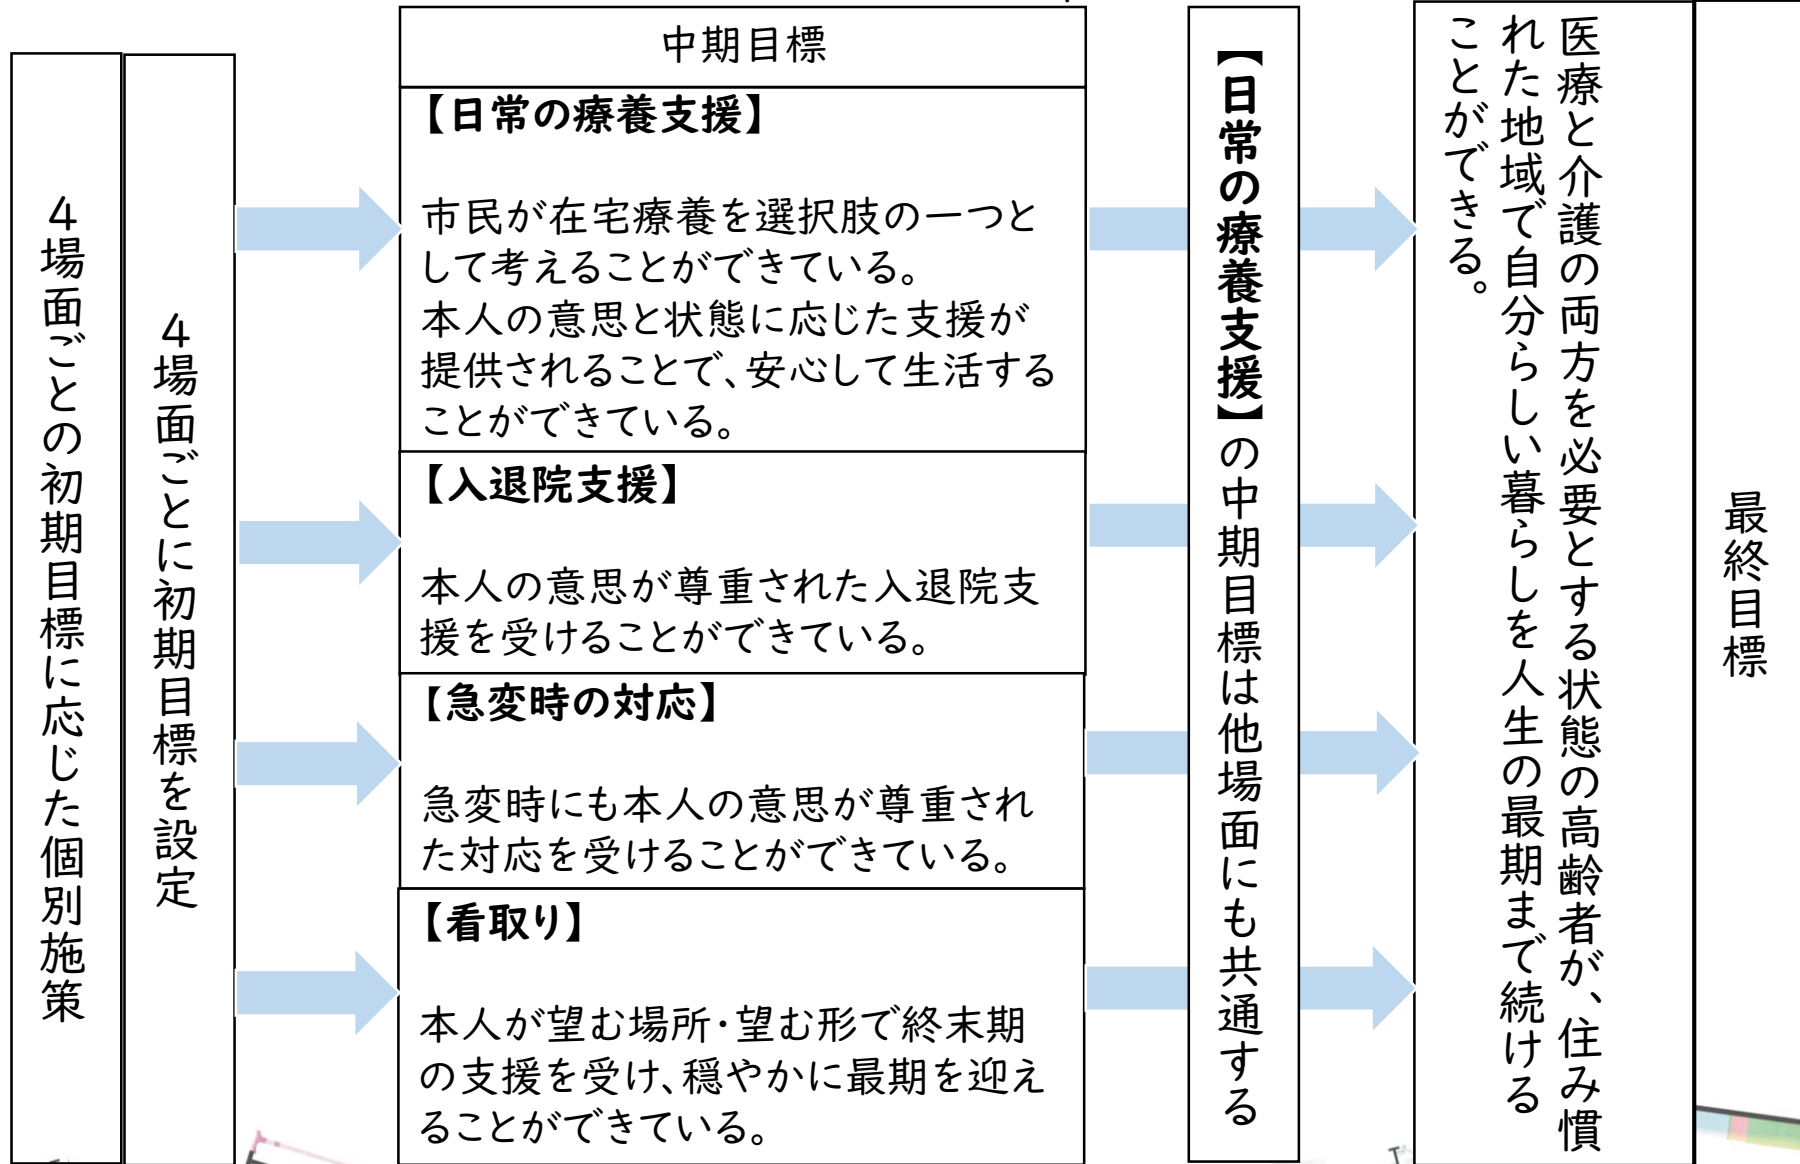 4場面ごとの初期目標に応じた個別施策
4場面ごとに初期目標を設定
中期目標
【日常の療養支援】
市民が在宅療養を選択肢の一つと
して考えることができている。
本人の意思と状態に応じた支援が
提供されることで、安心して生活する
ことができている。
【入退院支援】
本人の意思が尊重された入退院支
援を受けることができている。
【急変時の対応】
急変時にも本人の意思が尊重され
た対応を受けることができている。
【看取り】
本人が望む場所・望む形で終末期
の支援を受け、穏やかに最期を迎え
ることができている。
【日常の療養支援】の中期目標は他場面にも共通する
医療と介護の両方を必要とする状態の高齢者が、住み慣
れた地域で自分らしい暮らしを人生の最期まで続ける
ことができる。
最終目標